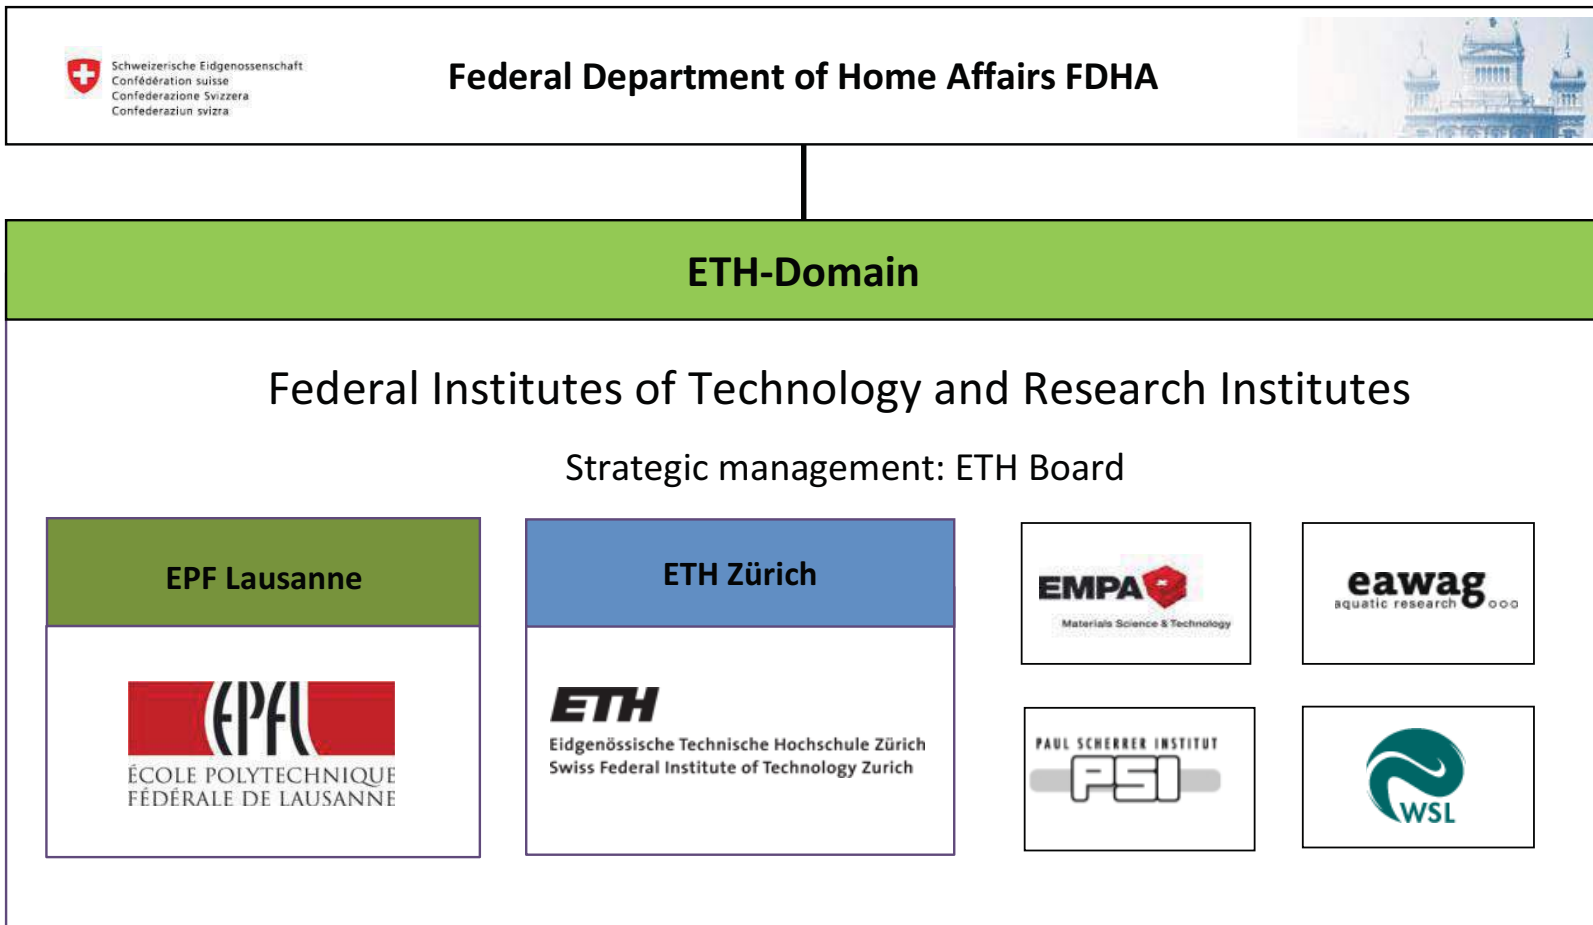 Schweizerische Eidgenossenschaft
Confédération suisse
Confederazione Svizzera
Confederaziun svizra
Federal Department of Home Affairs FDHA
ETH-Domain
Federal Institutes of Technology and Research Institutes
Strategic management: ETH Board
EPF Lausanne
EPFL
ÉCOLE POLYTECHNIQUE
FÉDÉRALE DE LAUSANNE
ETH Zürich
ETH
Eidgenössische Technische Hochschule Zürich
Swiss Federal Institute of Technology Zurich
EMPA
Materials Science & Technology
eawag
aquatic research
PAUL SCHERRER INSTITUT
PSI
WSL